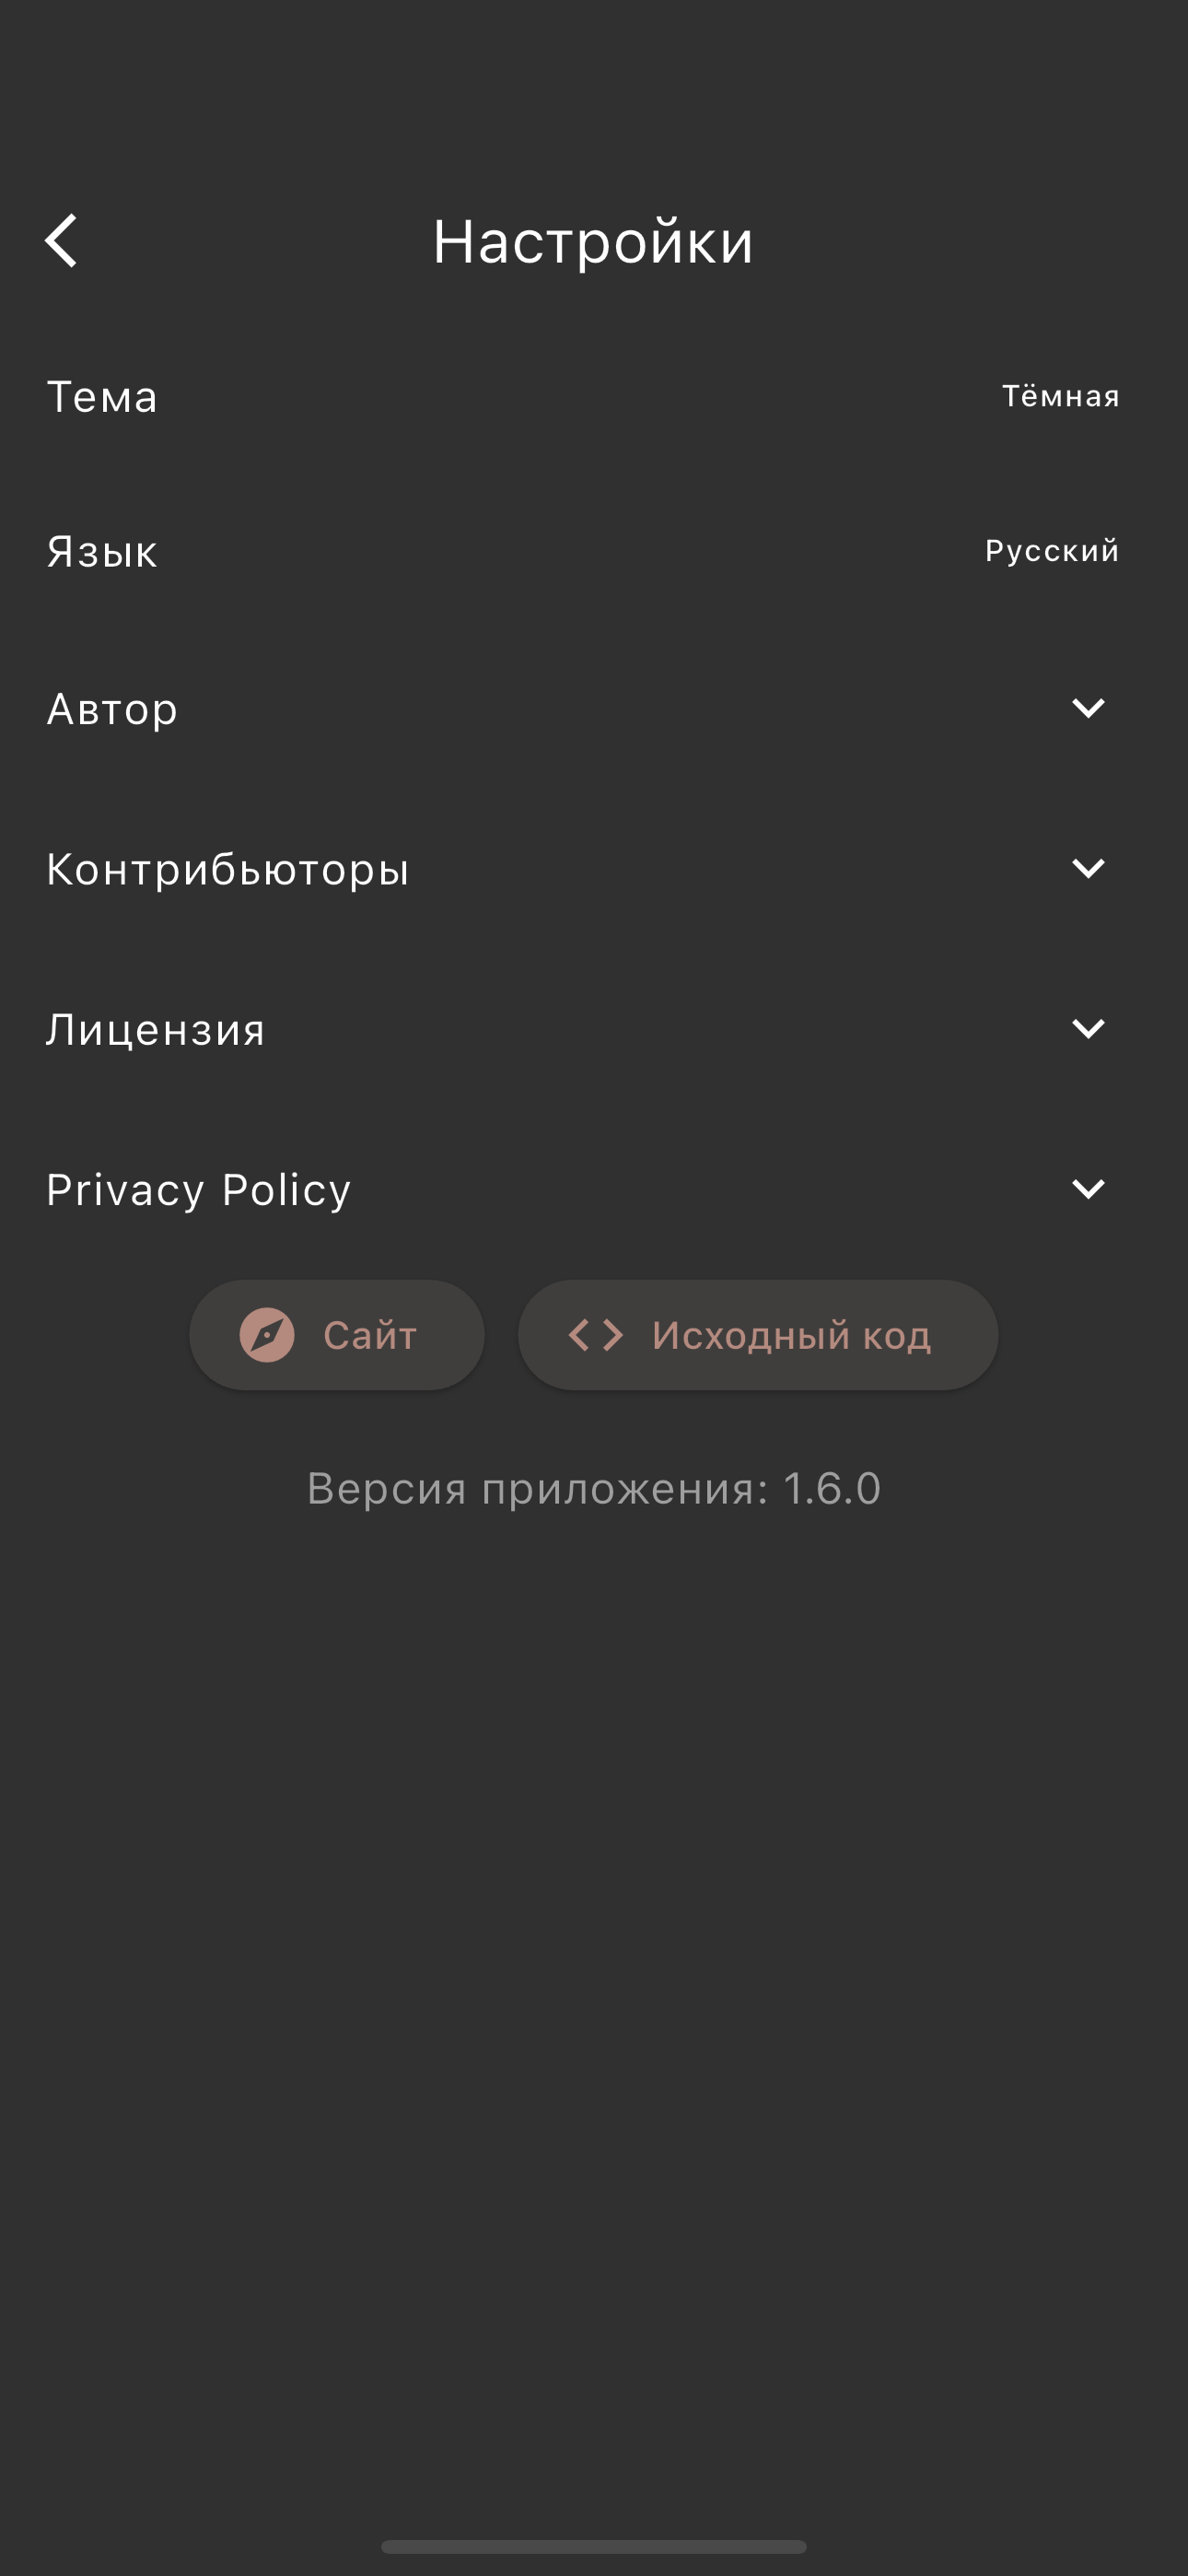 Настройки
Тема Тёмная
Язык Русский
Автор
Контрибьюторы
Лицензия
Privacy Policy
Сайт Исходный код
Версия приложения: 1.6.0